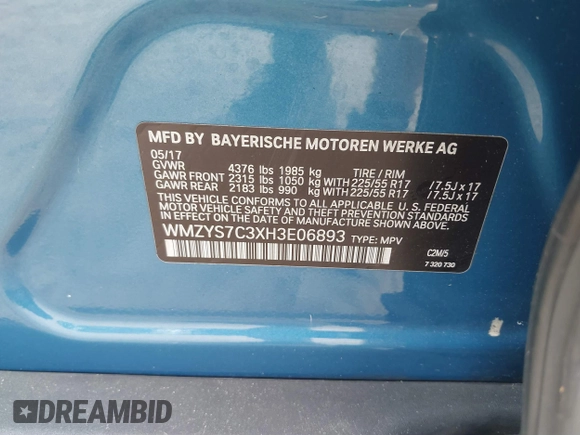 MFD BY BAYERISCHE MOTOREN WERKE AG
05/17
GVWR 4376 lbs 1985 kg TIRE / RIM
GAWR FRONT 2315 lbs 1050 kg WITH 225/55 R17 /7.5J x 17
GAWR REAR 2183 lbs 990 kg WITH 225/55 R17 /7.5J x 17
THIS VEHICLE CONFORMS TO ALL APPLICABLE U. S. FEDERAL
MOTOR VEHICLE SAFETY, BUMPER, AND THEFT PREVENTION STANDARDS
IN EFFECT ON THE DATE OF MANUFACTURE SHOWN ABOVE.
WMZYS7C3XH3E06893 TYPE: MPV
C2M/5
7 320 730
DREAMBID